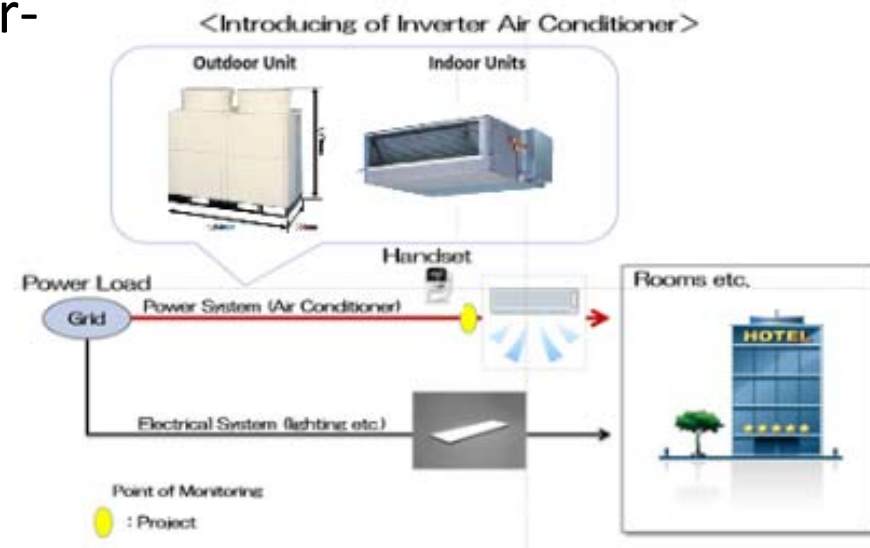 r-
<Introducing of Inverter Air Conditioner>
Outdoor Unit
Indoor Units
Handset
Power Load
Grid
Power System (Air Conditioner)
Rooms etc.
HOTEL
Electrical System (lighting etc.)
Point of Monitoring
: Project